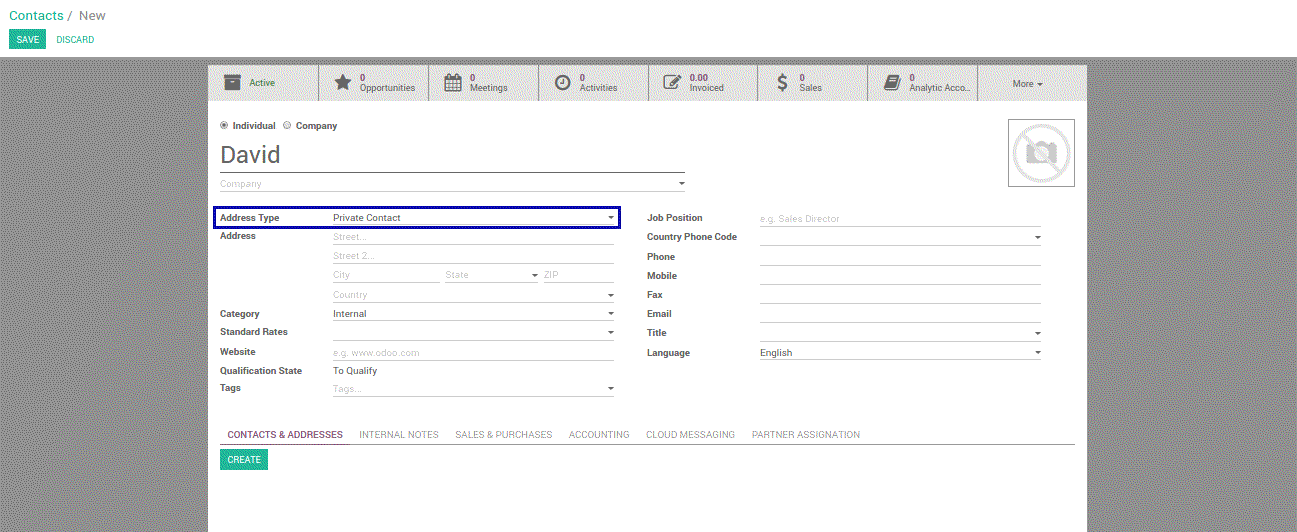 Contacts / New
SAVE DISCARD
Active
0 Opportunities
0 Meetings
0 Activities
0.00 Invoiced
0 Sales
0 Analytic Acco...
More
Individual Company
David
Company
Address Type Private Contact
Address Street...
Street 2...
City State ZIP
Country
Category Internal
Standard Rates
Website e.g. www.odoo.com
Qualification State To Qualify
Tags Tags...
Job Position e.g. Sales Director
Country Phone Code
Phone
Mobile
Fax
Email
Title
Language English
CONTACTS & ADDRESSES INTERNAL NOTES SALES & PURCHASES ACCOUNTING CLOUD MESSAGING PARTNER ASSIGNATION
CREATE